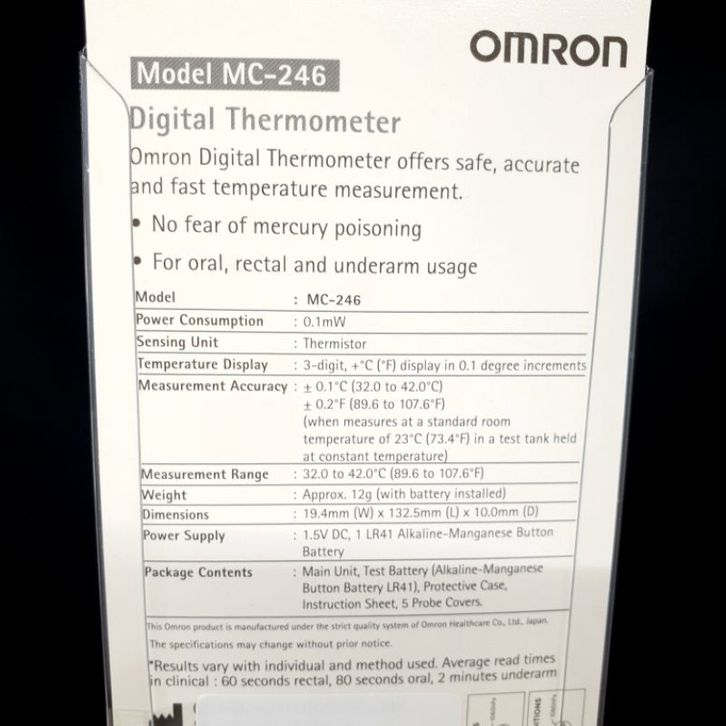 OMRON
Model MC-246
Digital Thermometer
Omron Digital Thermometer offers safe, accurate
and fast temperature measurement.
• No fear of mercury poisoning
• For oral, rectal and underarm usage
Model : MC-246
Power Consumption : 0.1mW
Sensing Unit : Thermistor
Temperature Display : 3-digit, +°C (°F) display in 0.1 degree increments
Measurement Accuracy : ± 0.1°C (32.0 to 42.0°C)
± 0.2°F (89.6 to 107.6°F)
(when measures at a standard room
temperature of 23°C (73.4°F) in a test tank held
at constant temperature)
Measurement Range : 32.0 to 42.0°C (89.6 to 107.6°F)
Weight : Approx. 12g (with battery installed)
Dimensions : 19.4mm (W) x 132.5mm (L) x 10.0mm (D)
Power Supply : 1.5V DC, 1 LR41 Alkaline-Manganese Button
Battery
Package Contents : Main Unit, Test Battery (Alkaline-Manganese
Button Battery LR41), Protective Case,
Instruction Sheet, 5 Probe Covers.
This Omron product is manufactured under the strict quality system of Omron Healthcare Co., Ltd., Japan.
The specifications may change without prior notice.
*Results vary with individual and method used. Average read times
in clinical : 60 seconds rectal, 80 seconds oral, 2 minutes underarm